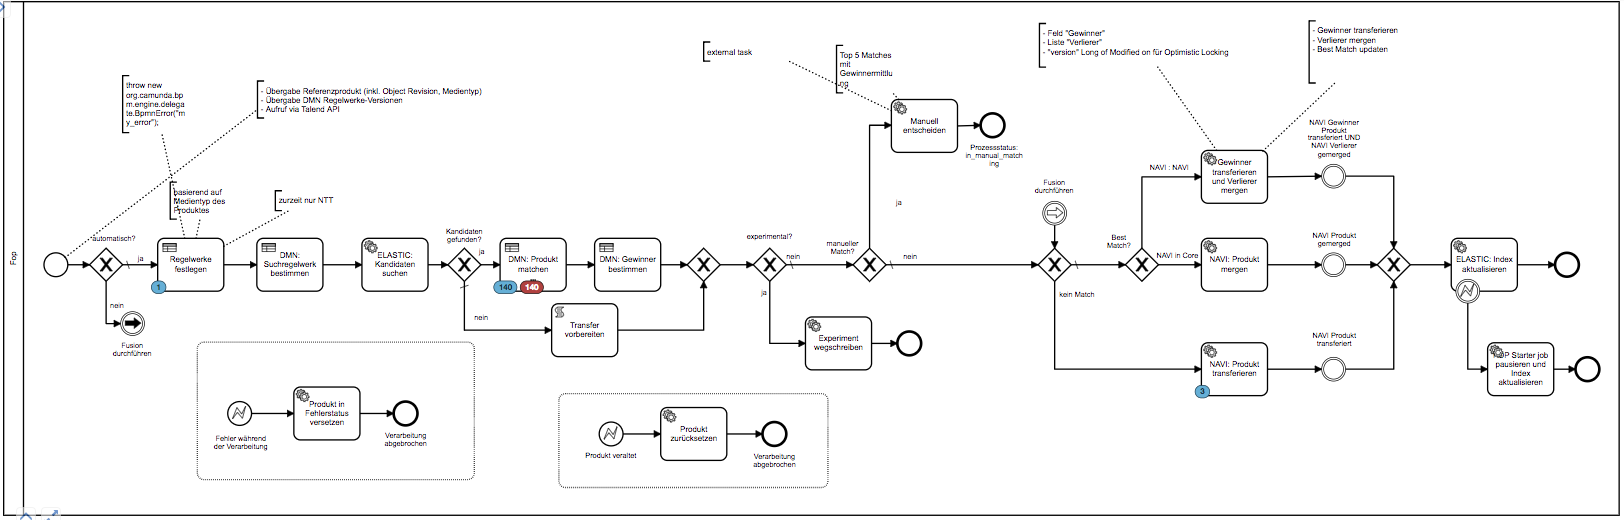 Fop
throw new
org.camunda.bp
m.engine.delega
te.BpmnError("m
y_error");
- Übergabe Referenzprodukt (inkl. Object Revision, Medientyp)
- Übergabe DMN Regelwerke-Versionen
- Aufruf via Talend API
basierend auf
Medientyp des
Produktes
zurzeit nur NTT
external task
Top 5 Matches
mit
Gewinnermittlu
ng
- Feld "Gewinner"
- Liste "Verlierer"
- "version" Long of Modified on für Optimistic Locking
- Gewinner transferieren
- Verlierer mergen
- Best Match updaten
automatisch?
ja
nein
Fusion
durchführen
Regelwerke
festlegen
1
DMN:
Suchregelwerk
bestimmen
ELASTIC:
Kandidaten
suchen
Kandidaten
gefunden?
ja
nein
DMN: Produkt
matchen
140
140
DMN: Gewinner
bestimmen
Transfer
vorbereiten
experimental?
nein
ja
Experiment
wegschreiben
manueller
Match?
ja
nein
Manuell
entscheiden
Prozessstatus:
in_manual_match
ing
Fusion
durchführen
kein Match
Best
Match?
NAVI : NAVI
NAVI in Core
Gewinner
transferieren
und Verlierer
mergen
NAVI Gewinner
Produkt
transferiert UND
NAVI Verlierer
gemerged
NAVI: Produkt
mergen
NAVI Produkt
gemerged
NAVI: Produkt
transferieren
3
NAVI Produkt
transferiert
ELASTIC: Index
aktualisieren
Starter job
pausieren und
Index
aktualisieren
Fehler während
der Verarbeitung
Produkt in
Fehlerstatus
versetzen
Verarbeitung
abgebrochen
Produkt veraltet
Produkt
zurücksetzen
Verarbeitung
abgebrochen